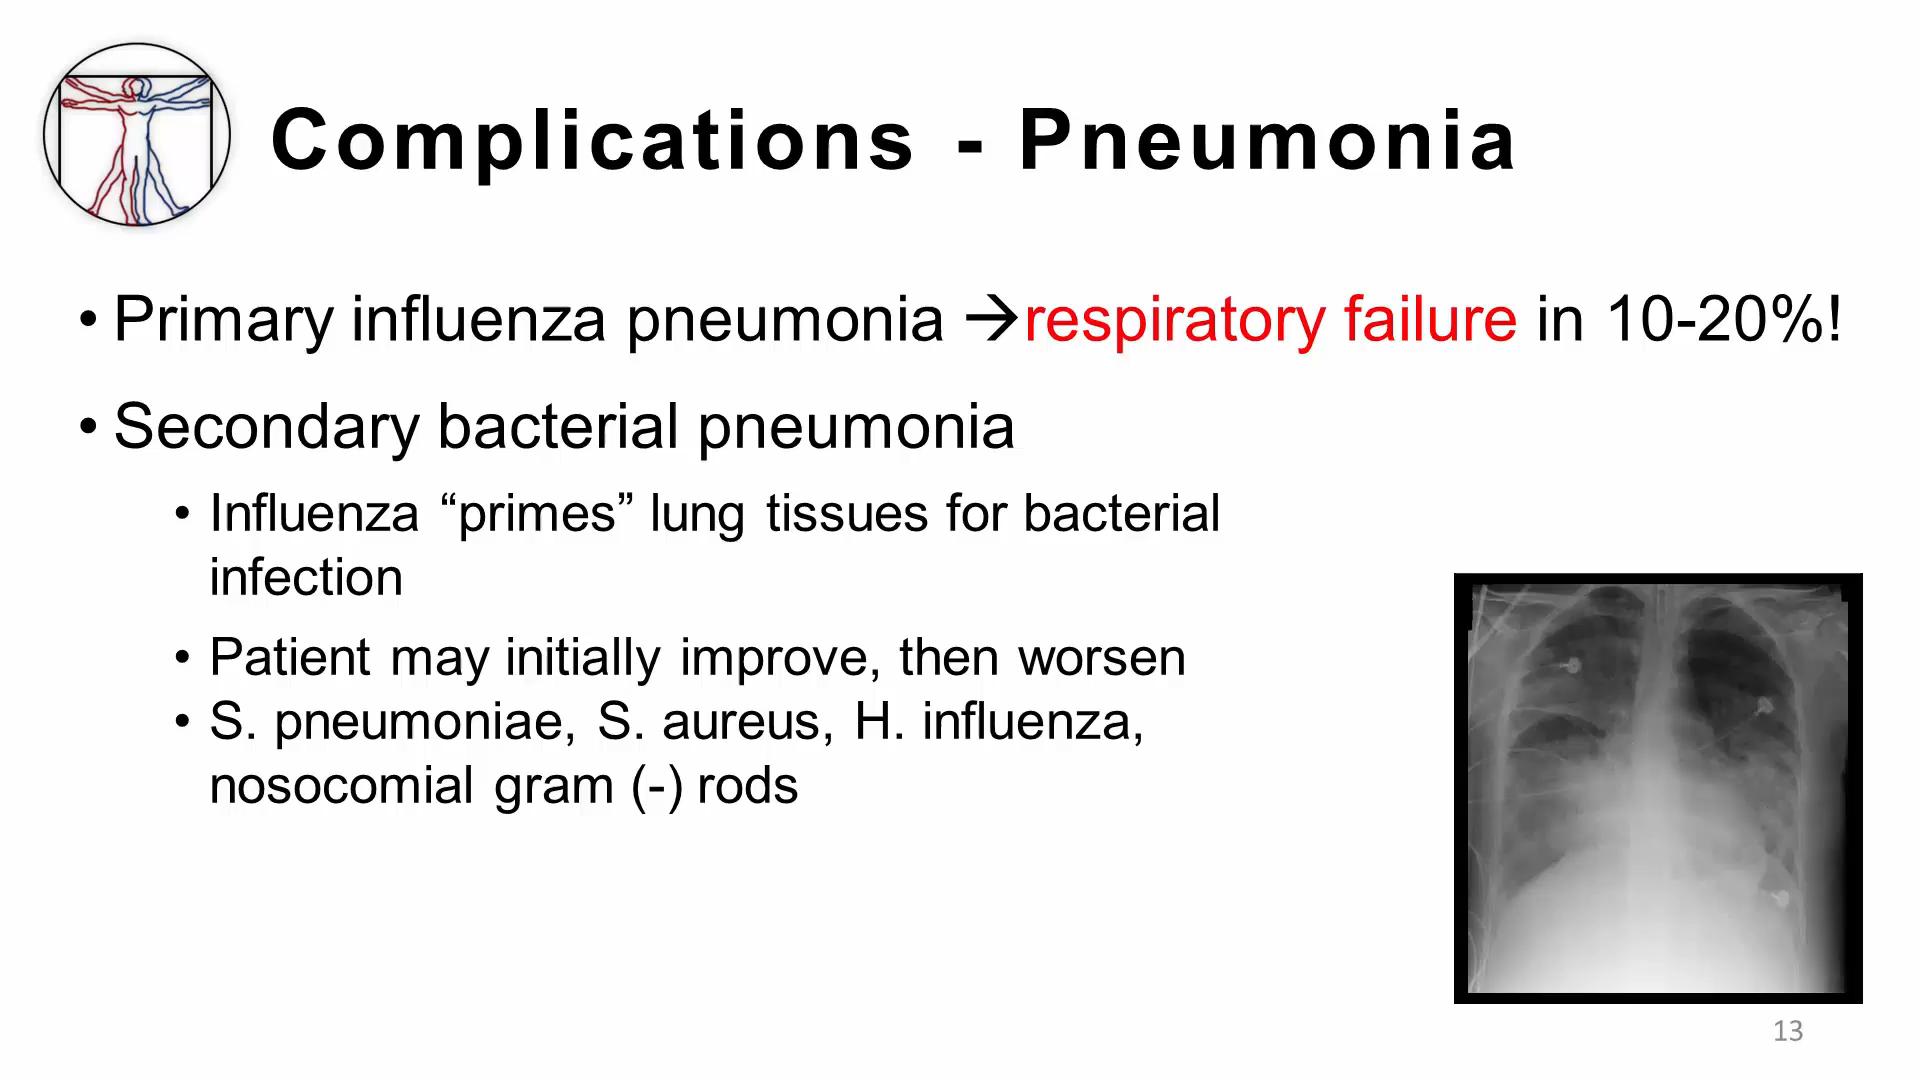 Complications - Pneumonia
• Primary influenza pneumonia →respiratory failure in 10-20%!
• Secondary bacterial pneumonia
• Influenza “primes” lung tissues for bacterial
infection
• Patient may initially improve, then worsen
• S. pneumoniae, S. aureus, H. influenza,
nosocomial gram (-) rods
13